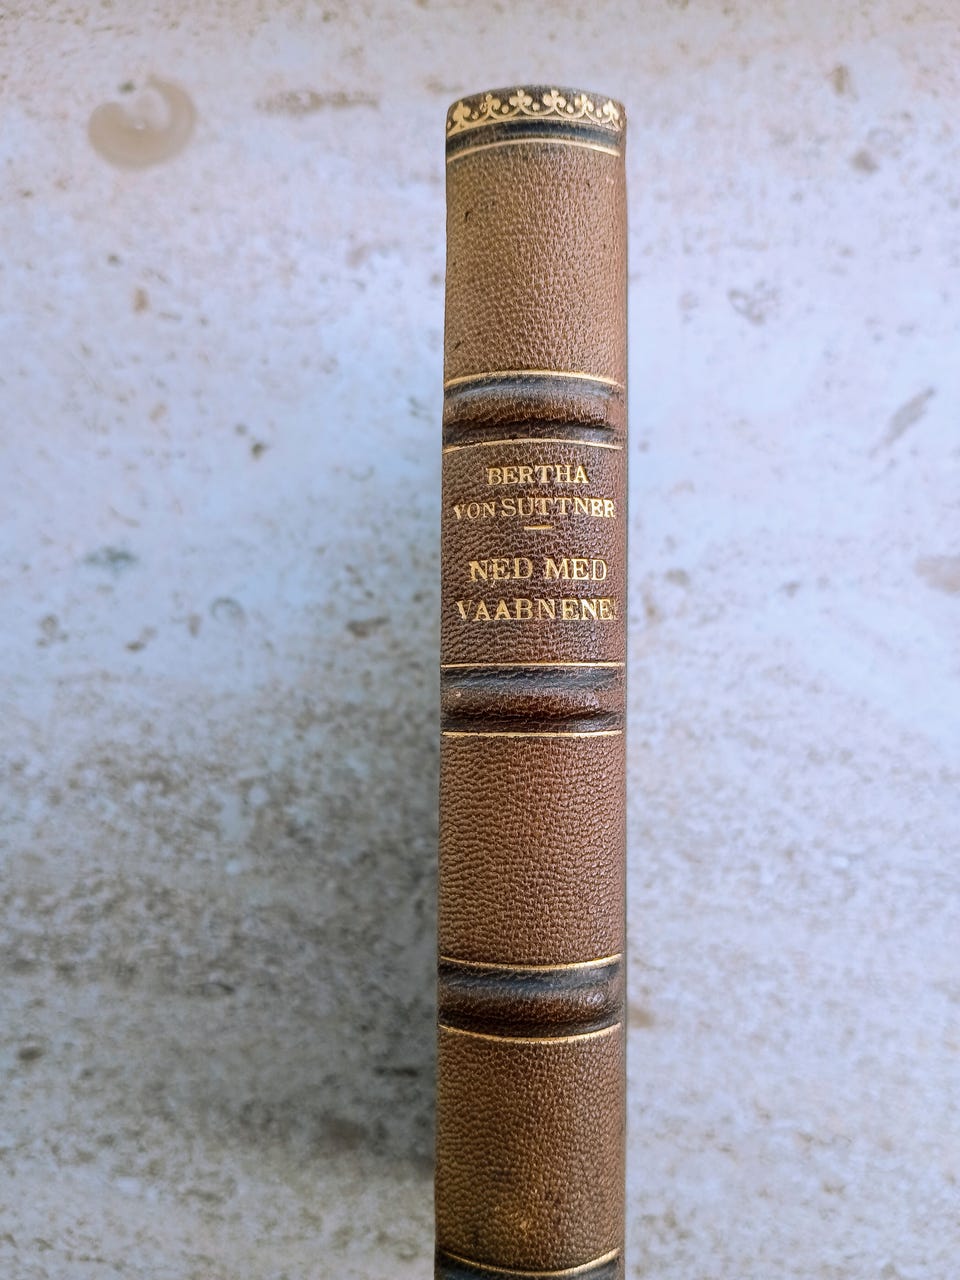 BERTHA
VON SUTTNER
NED MED
VAABNENE!